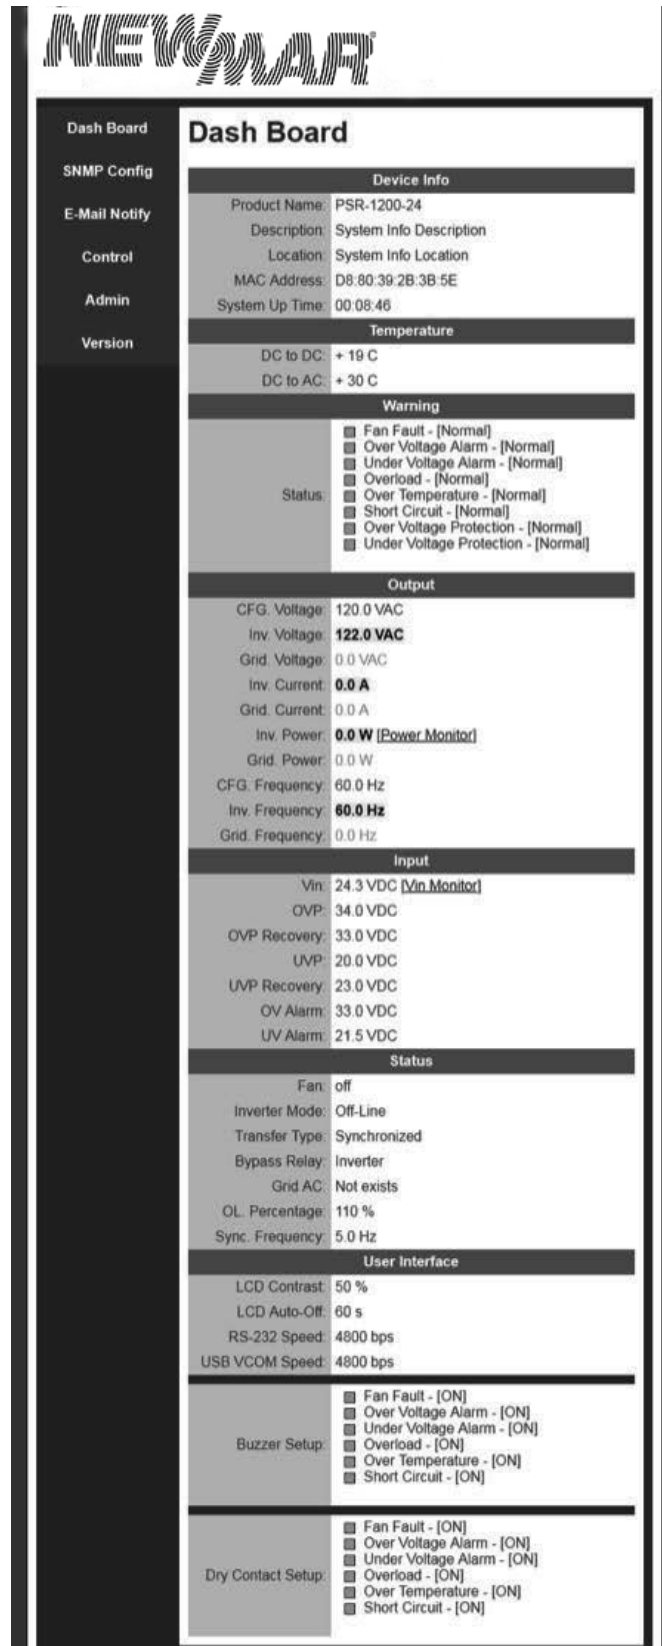 NEWMAR®
Dash Board
SNMP Config
E-Mail Notify
Control
Admin
Version
Dash Board
Device Info
Product Name: PSR-1200-24
Description: System Info Description
Location: System Info Location
MAC Address: D8:80:39:2B:3B:5E
System Up Time: 00:08:46
Temperature
DC to DC: + 19 C
DC to AC: + 30 C
Warning
Status:
Fan Fault - [Normal]
Over Voltage Alarm - [Normal]
Under Voltage Alarm - [Normal]
Overload - [Normal]
Over Temperature - [Normal]
Short Circuit - [Normal]
Over Voltage Protection - [Normal]
Under Voltage Protection - [Normal]
Output
CFG. Voltage: 120.0 VAC
Inv. Voltage: 122.0 VAC
Grid. Voltage: 0.0 VAC
Inv. Current: 0.0 A
Grid. Current: 0.0 A
Inv. Power: 0.0 W [Power Monitor]
Grid. Power: 0.0 W
CFG. Frequency: 60.0 Hz
Inv. Frequency: 60.0 Hz
Grid. Frequency: 0.0 Hz
Input
Vin: 24.3 VDC [Vin Monitor]
OVP: 34.0 VDC
OVP Recovery: 33.0 VDC
UVP: 20.0 VDC
UVP Recovery: 23.0 VDC
OV Alarm: 33.0 VDC
UV Alarm: 21.5 VDC
Status
Fan: off
Inverter Mode: Off-Line
Transfer Type: Synchronized
Bypass Relay: Inverter
Grid AC: Not exists
OL. Percentage: 110 %
Sync. Frequency: 5.0 Hz
User Interface
LCD Contrast: 50 %
LCD Auto-Off: 60 s
RS-232 Speed: 4800 bps
USB VCOM Speed: 4800 bps
Buzzer Setup:
Fan Fault - [ON]
Over Voltage Alarm - [ON]
Under Voltage Alarm - [ON]
Overload - [ON]
Over Temperature - [ON]
Short Circuit - [ON]
Dry Contact Setup:
Fan Fault - [ON]
Over Voltage Alarm - [ON]
Under Voltage Alarm - [ON]
Overload - [ON]
Over Temperature - [ON]
Short Circuit - [ON]